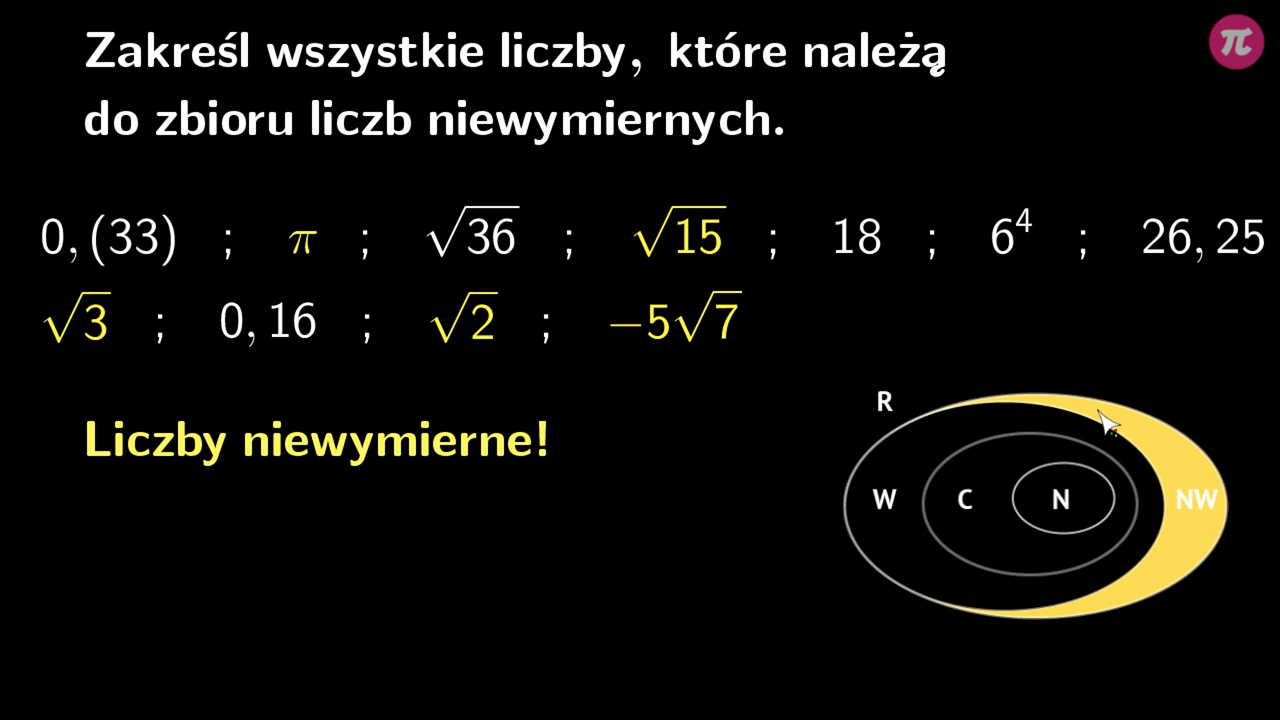 Zakreśl wszystkie liczby, które należą
do zbioru liczb niewymiernych.
0,(33) ; π ; √36 ; √15 ; 18 ; 6⁴ ; 26,25
√3 ; 0,16 ; √2 ; −5√7
Liczby niewymierne!
R
W C N NW
π